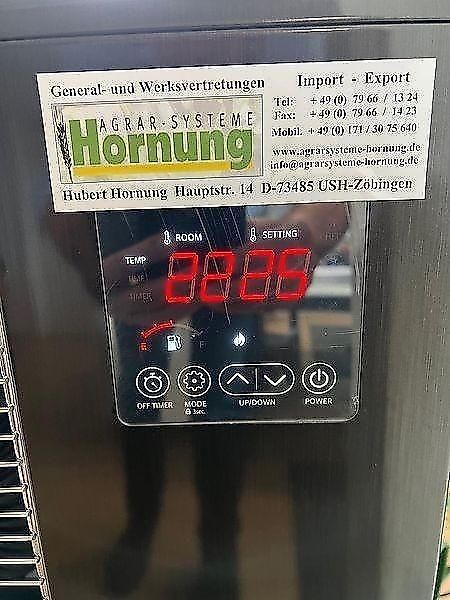 General- und Werksvertretungen
AGRAR-SYSTEME
Hornung
Import - Export
Tel: +49 (0) 79 66 / 13 24
Fax: +49 (0) 79 66 / 14 23
Mobil. +49 (0) 171 / 30 75 640
www.agrarsysteme-hornung.de
info@agrarsysteme-hornung.de
Hubert Hornung Hauptstr. 14 D-73485 USH-Zöbingen
ROOM SETTING
TEMP
TIME
TIMER
2225
E F
OFF TIMER
MODE
3sec.
UP/DOWN
POWER